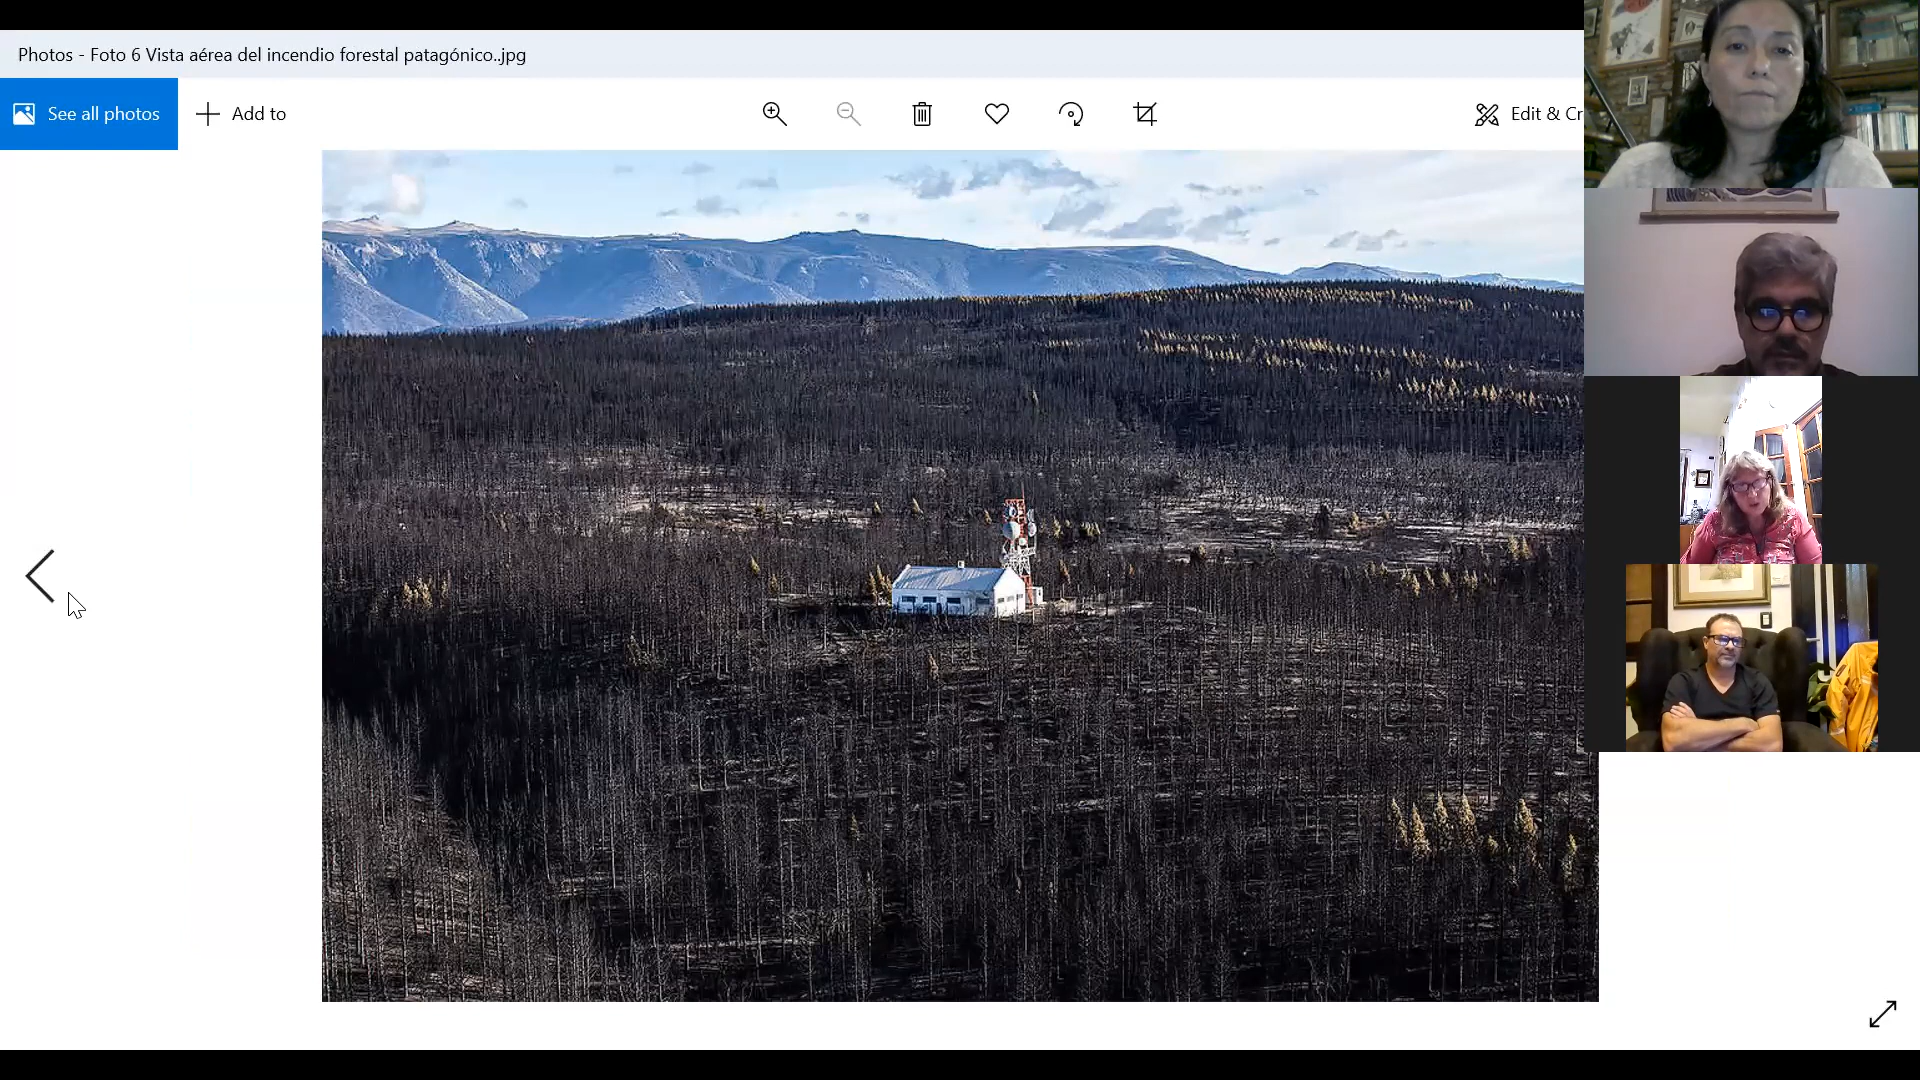 Photos - Foto 6 Vista aérea del incendio forestal patagónico..jpg
See all photos
Add to
Edit & Cr